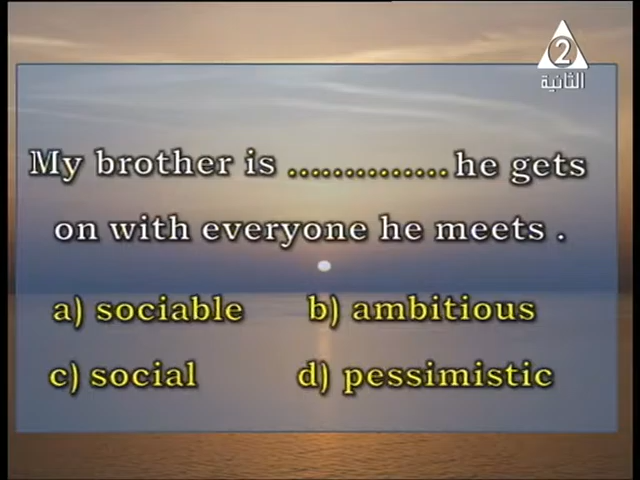 2
الثانية
My brother is .............. he gets
on with everyone he meets .
a) sociable b) ambitious
c) social d) pessimistic